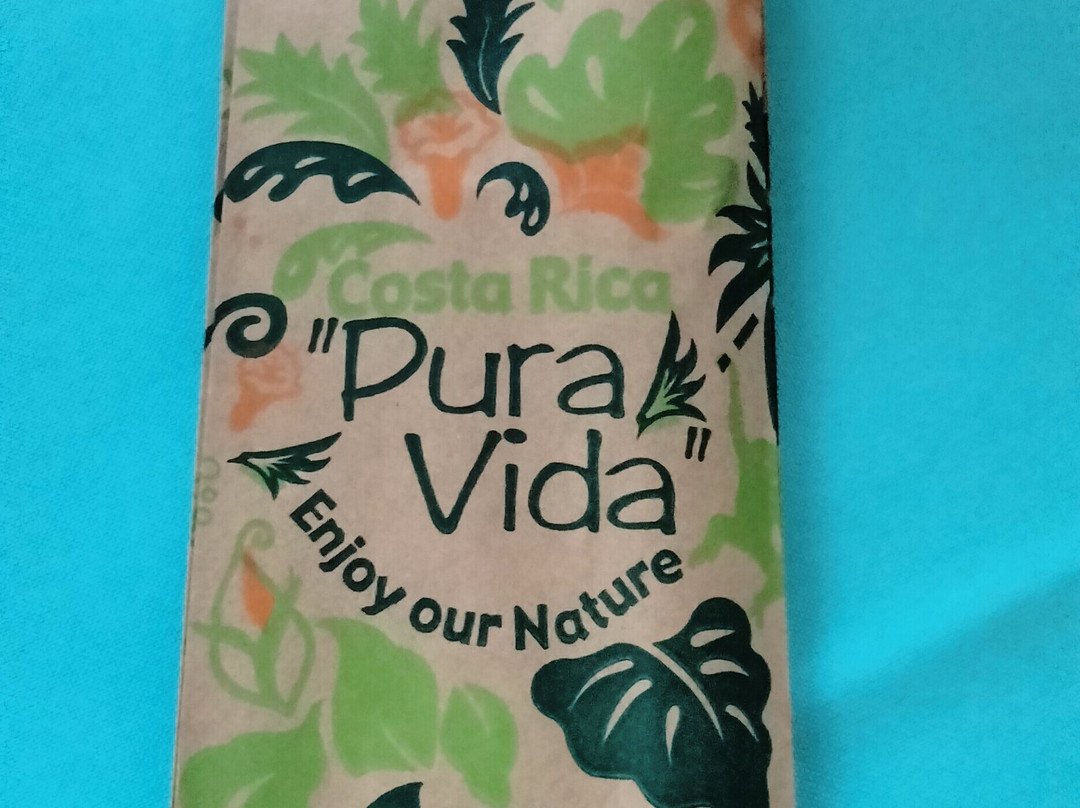 Costa Rica
"Pura
Vida"
Enjoy our Nature